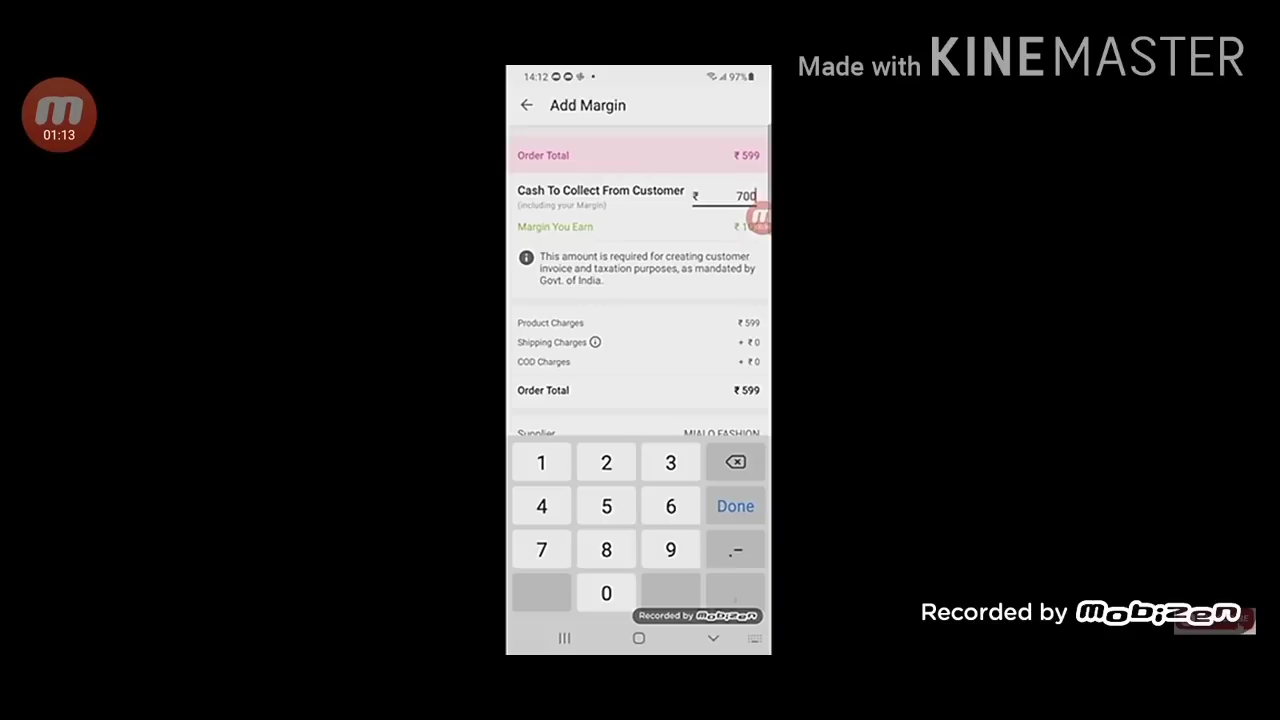 Made with KINEMASTER
01:13
14:12 97%
Add Margin
Order Total ₹ 599
Cash To Collect From Customer ₹ 700
(including your Margin)
Margin You Earn ₹
This amount is required for creating customer
invoice and taxation purposes, as mandated by
Govt. of India.
Product Charges ₹ 599
Shipping Charges + ₹ 0
COD Charges + ₹ 0
Order Total ₹ 599
Supplier MIALO FASHION
1 2 3
4 5 6 Done
7 8 9 .-
0 ,
Recorded by mobizen
Recorded by mobizen